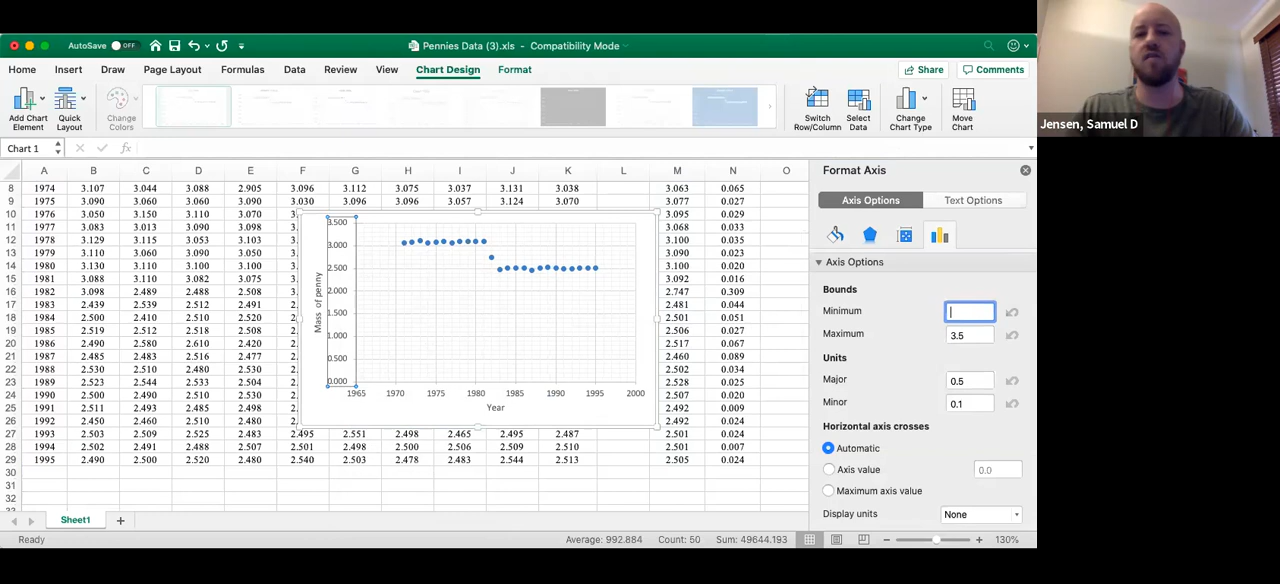 AutoSave OFF
Pennies Data (3).xls - Compatibility Mode
Home Insert Draw Page Layout Formulas Data Review View Chart Design Format Share Comments
Add Chart Element Quick Layout Change Colors Switch Row/Column Select Data Change Chart Type Move Chart
Jensen, Samuel D
Chart 1 fx
A B C D E F G H I J K L M N O
8 1974 3.107 3.044 3.088 2.905 3.096 3.112 3.075 3.037 3.131 3.038 3.063 0.065
9 1975 3.090 3.060 3.060 3.090 3.030 3.096 3.096 3.057 3.124 3.070 3.077 0.027
10 1976 3.050 3.150 3.110 3.070 3. 3.095 0.029
11 1977 3.083 3.013 3.090 3.098 3. 3.068 0.033
12 1978 3.129 3.115 3.053 3.103 3. 3.100 0.035
13 1979 3.110 3.060 3.090 3.050 3. 3.090 0.023
14 1980 3.130 3.110 3.100 3.100 3. 3.100 0.020
15 1981 3.088 3.110 3.082 3.075 3. 3.092 0.016
16 1982 3.098 2.489 2.488 2.508 3. 2.747 0.309
17 1983 2.439 2.539 2.512 2.491 2. 2.481 0.044
18 1984 2.500 2.410 2.510 2.520 2. 2.501 0.051
19 1985 2.519 2.512 2.518 2.508 2. 2.506 0.027
20 1986 2.490 2.580 2.610 2.420 2. 2.517 0.067
21 1987 2.485 2.483 2.516 2.477 2. 2.460 0.089
22 1988 2.530 2.510 2.480 2.530 2. 2.502 0.034
23 1989 2.523 2.544 2.533 2.504 2. 2.528 0.025
24 1990 2.500 2.490 2.510 2.530 2. 2.507 0.020
25 1991 2.511 2.493 2.485 2.498 2. 2.492 0.009
26 1992 2.450 2.460 2.510 2.480 2. 2.492 0.024
27 1993 2.503 2.509 2.525 2.483 2.495 2.551 2.498 2.465 2.495 2.487 2.501 0.024
28 1994 2.502 2.491 2.488 2.507 2.501 2.498 2.500 2.506 2.509 2.510 2.501 0.007
29 1995 2.490 2.500 2.520 2.480 2.540 2.503 2.478 2.483 2.544 2.513 2.505 0.024
30
31
32
3.500
3.000
2.500
2.000
1.500
1.000
0.500
0.000
Mass of penny
1965 1970 1975 1980 1985 1990 1995 2000
Year
Format Axis
Axis Options Text Options
Axis Options
Bounds
Minimum
Maximum 3.5
Units
Major 0.5
Minor 0.1
Horizontal axis crosses
Automatic
Axis value 0.0
Maximum axis value
Display units None
Sheet1 +
Ready Average: 992.884 Count: 50 Sum: 49644.193 130%